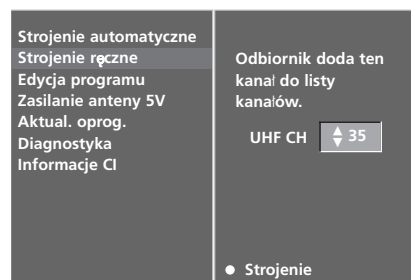 Strojenie automatyczne
Strojenie ręczne
Edycja programu
Zasilanie anteny 5V
Aktual. oprog.
Diagnostyka
Informacje CI
Odbiornik doda ten
kanał do listy
kanałów.
UHF CH 35
Strojenie